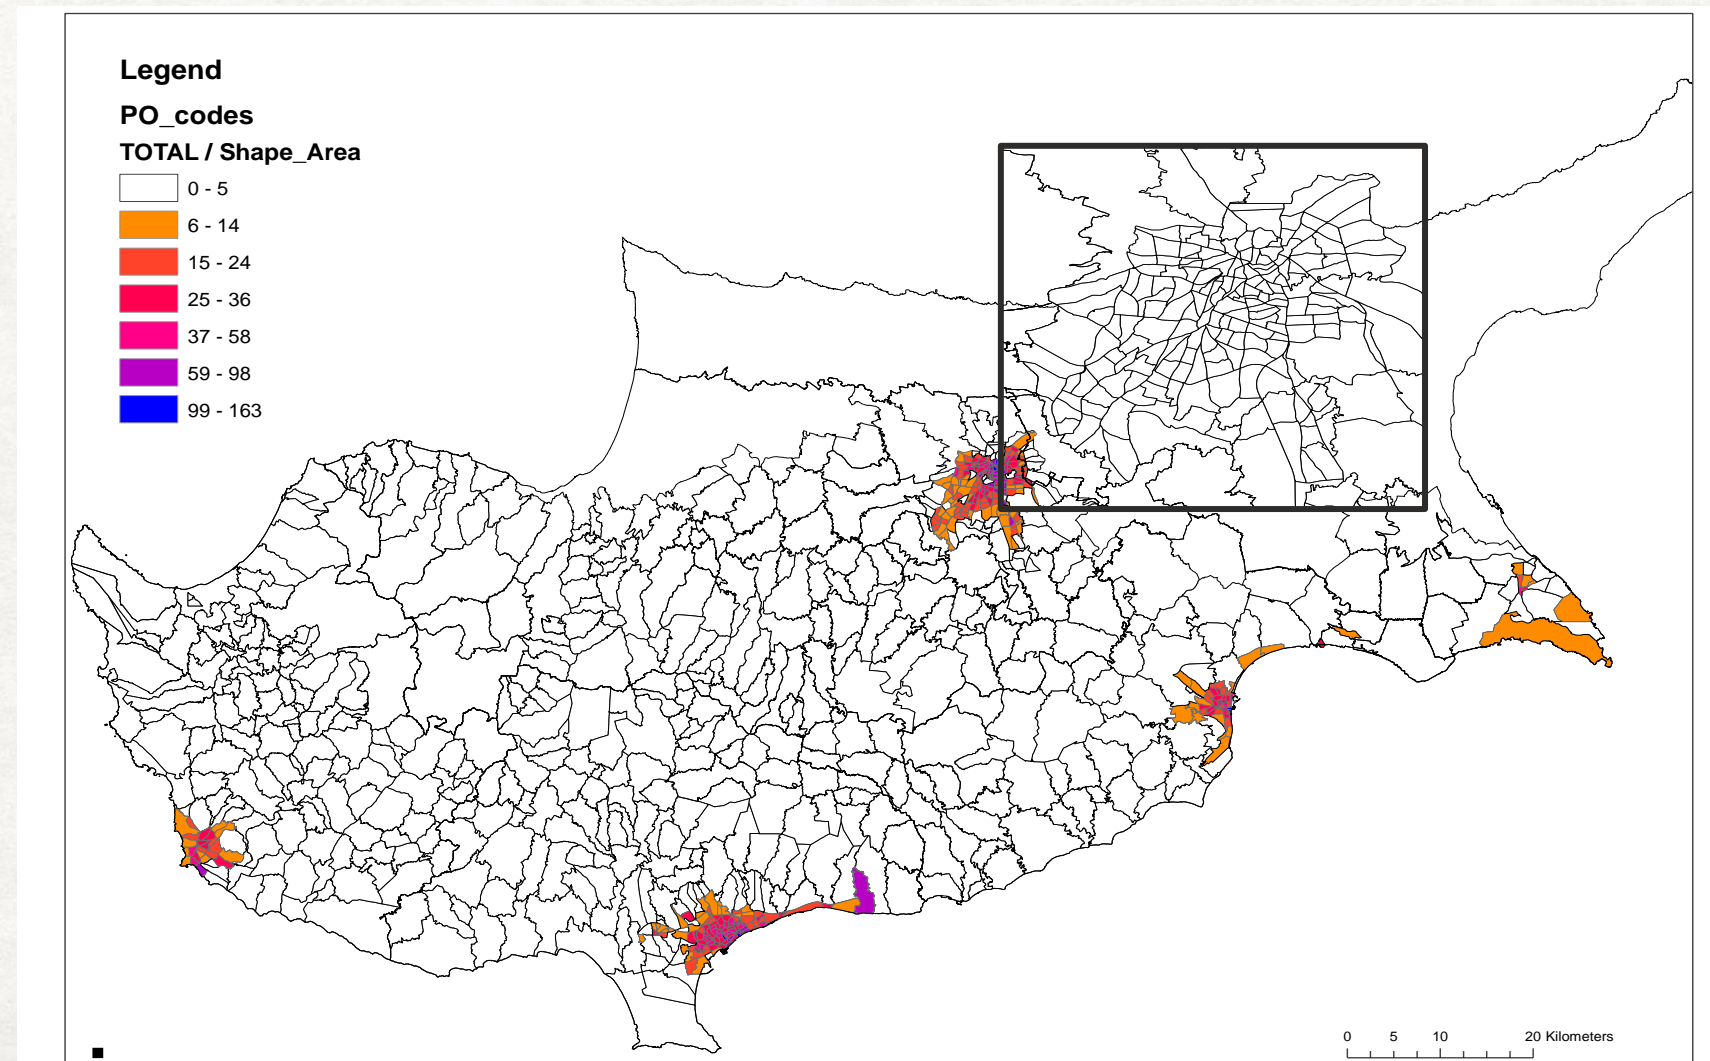 Legend
PO_codes
TOTAL / Shape_Area
0 - 5
6 - 14
15 - 24
25 - 36
37 - 58
59 - 98
99 - 163
0 5 10 20 Kilometers